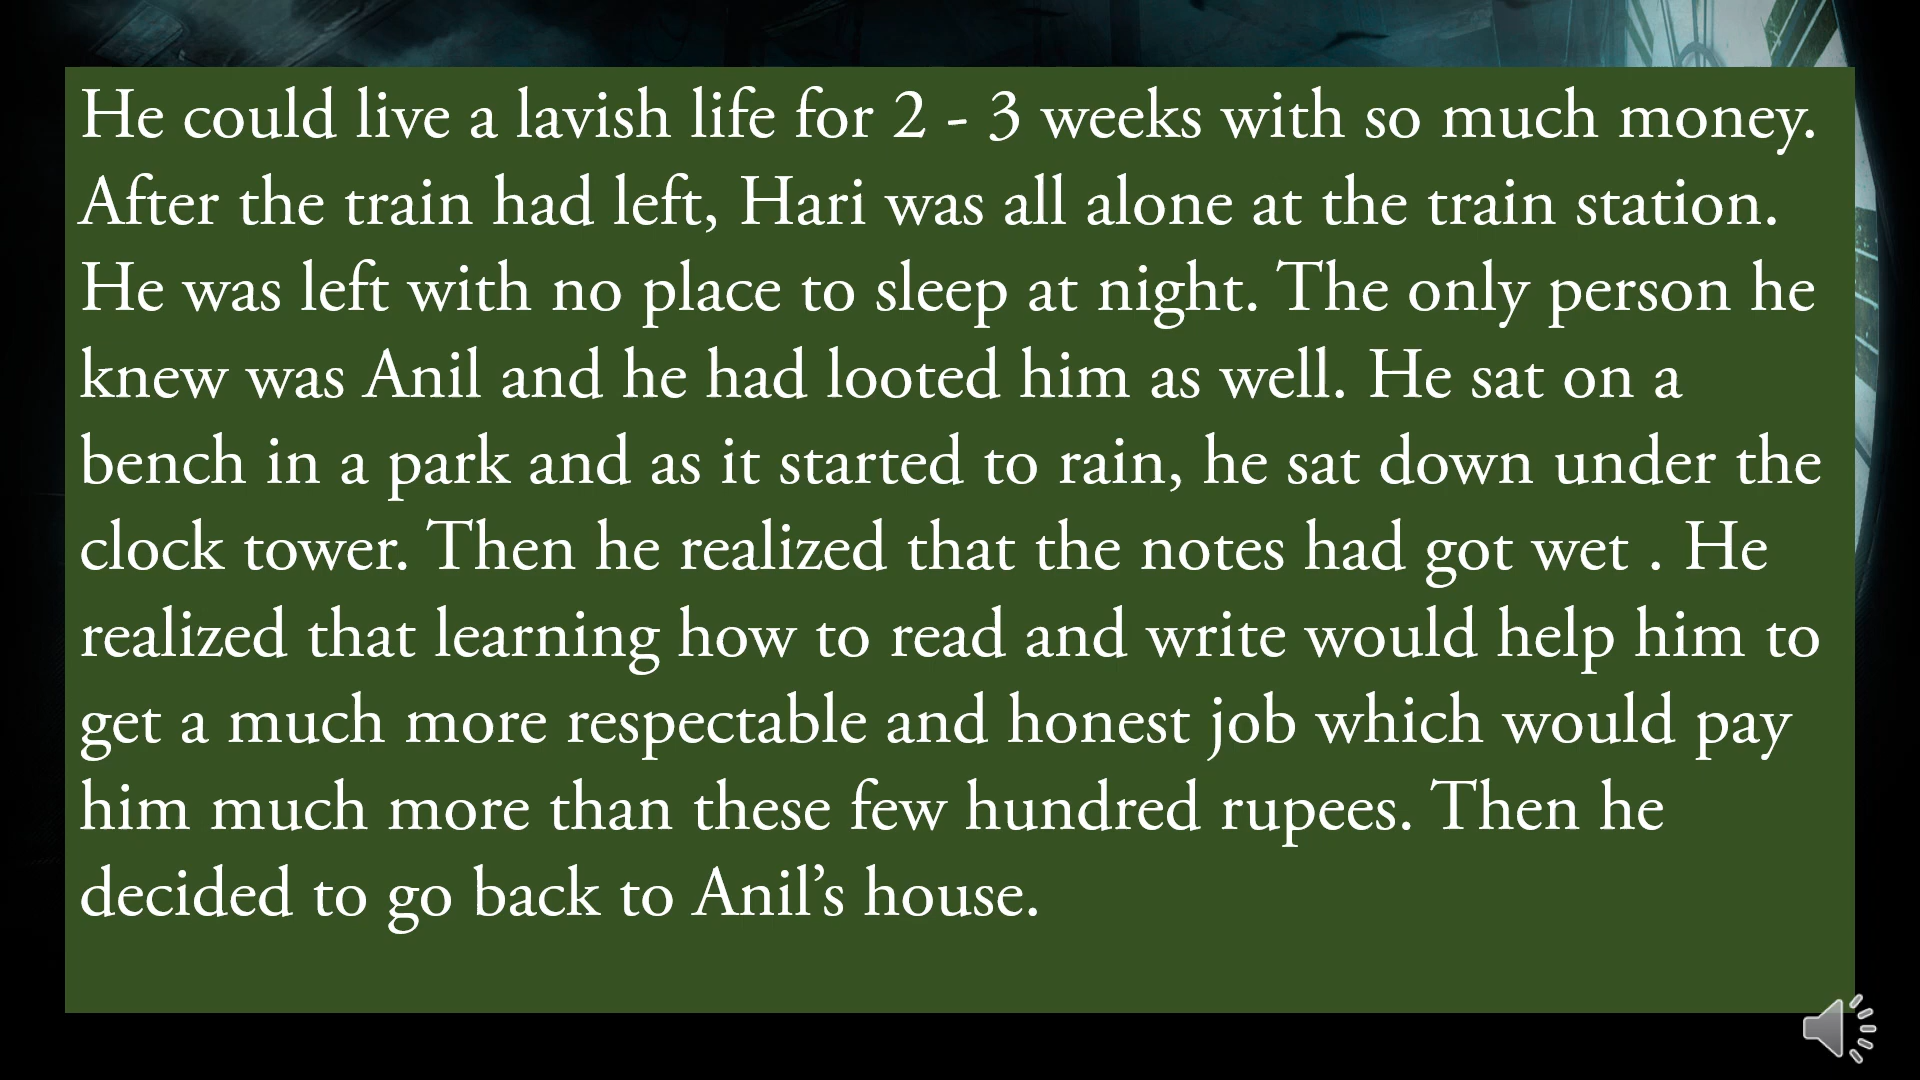 He could live a lavish life for 2 - 3 weeks with so much money.
After the train had left, Hari was all alone at the train station.
He was left with no place to sleep at night. The only person he
knew was Anil and he had looted him as well. He sat on a
bench in a park and as it started to rain, he sat down under the
clock tower. Then he realized that the notes had got wet . He
realized that learning how to read and write would help him to
get a much more respectable and honest job which would pay
him much more than these few hundred rupees. Then he
decided to go back to Anil’s house.